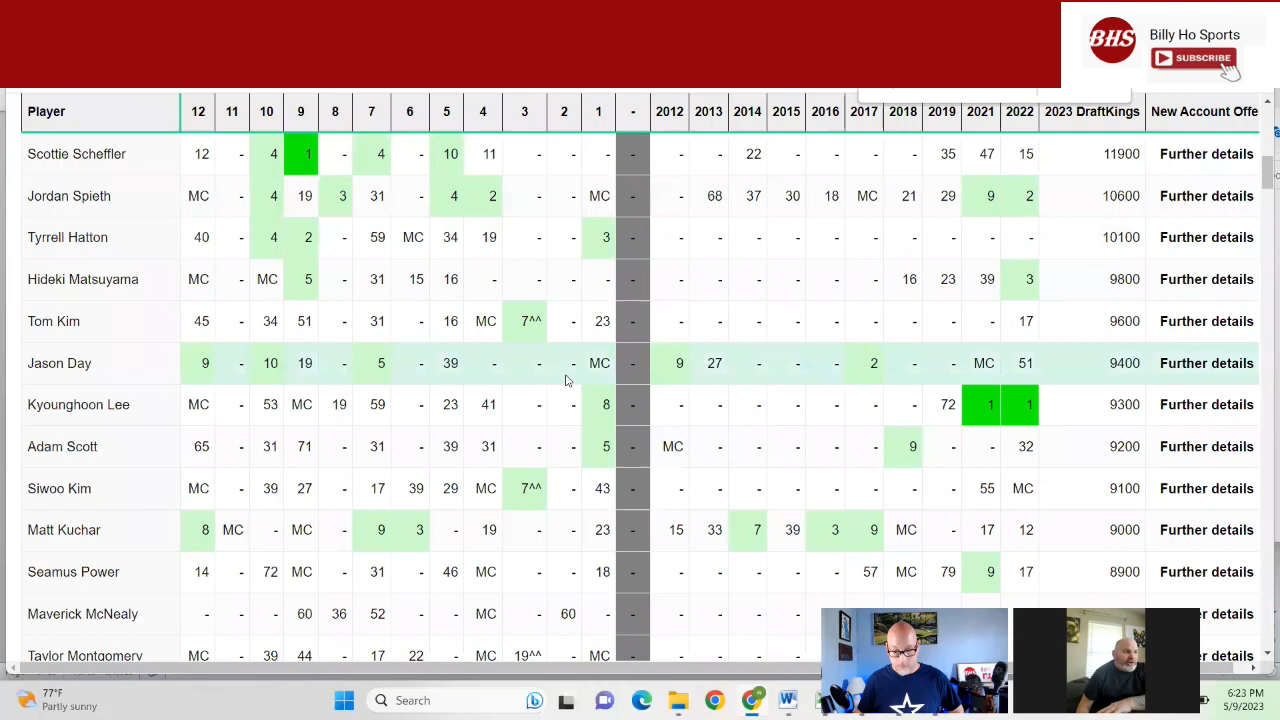 BHS Billy Ho Sports
SUBSCRIBE
Player 12 11 10 9 8 7 6 5 4 3 2 1 - 2012 2013 2014 2015 2016 2017 2018 2019 2021 2022 2023 DraftKings New Account Offe
Scottie Scheffler 12 - 4 1 - 4 - 10 11 - - - - - - 22 - - - - 35 47 15 11900 Further details
Jordan Spieth MC - 4 19 3 31 - 4 2 - - MC - - 68 37 30 18 MC 21 29 9 2 10600 Further details
Tyrrell Hatton 40 - 4 2 - 59 MC 34 19 - - 3 - - - - - - - - - - - 10100 Further details
Hideki Matsuyama MC - MC 5 - 31 15 16 - - - - - - - - - - - 16 23 39 3 9800 Further details
Tom Kim 45 - 34 51 - 31 - 16 MC 7^^ - 23 - - - - - - - - - - 17 9600 Further details
Jason Day 9 - 10 19 - 5 - 39 - - - MC - 9 27 - - - 2 - - MC 51 9400 Further details
Kyounghoon Lee MC - 53 MC 19 59 - 23 41 - - 8 - - - - - - - - 72 1 1 9300 Further details
Adam Scott 65 - 31 71 - 31 - 39 31 - - 5 - MC - - - - - 9 - - 32 9200 Further details
Siwoo Kim MC - 39 27 - 17 39 29 MC 7^^ - 43 - - - - - - - - - 55 MC 9100 Further details
Matt Kuchar 8 MC - MC - 9 3 - 19 - - 23 - 15 33 7 39 3 9 MC - 17 12 9000 Further details
Seamus Power 14 - 72 MC - 31 - 46 MC - - 18 - - - - - - 57 MC 79 9 17 8900 Further details
Maverick McNealy - - - 36 52 - - MC - 60 - - - - - - -
Taylor Montgomery MC - 39 44 - - 22 - MC 19^^ - MC - - - - - -
77°F
Partly sunny
Search
6:23 PM
5/9/2023